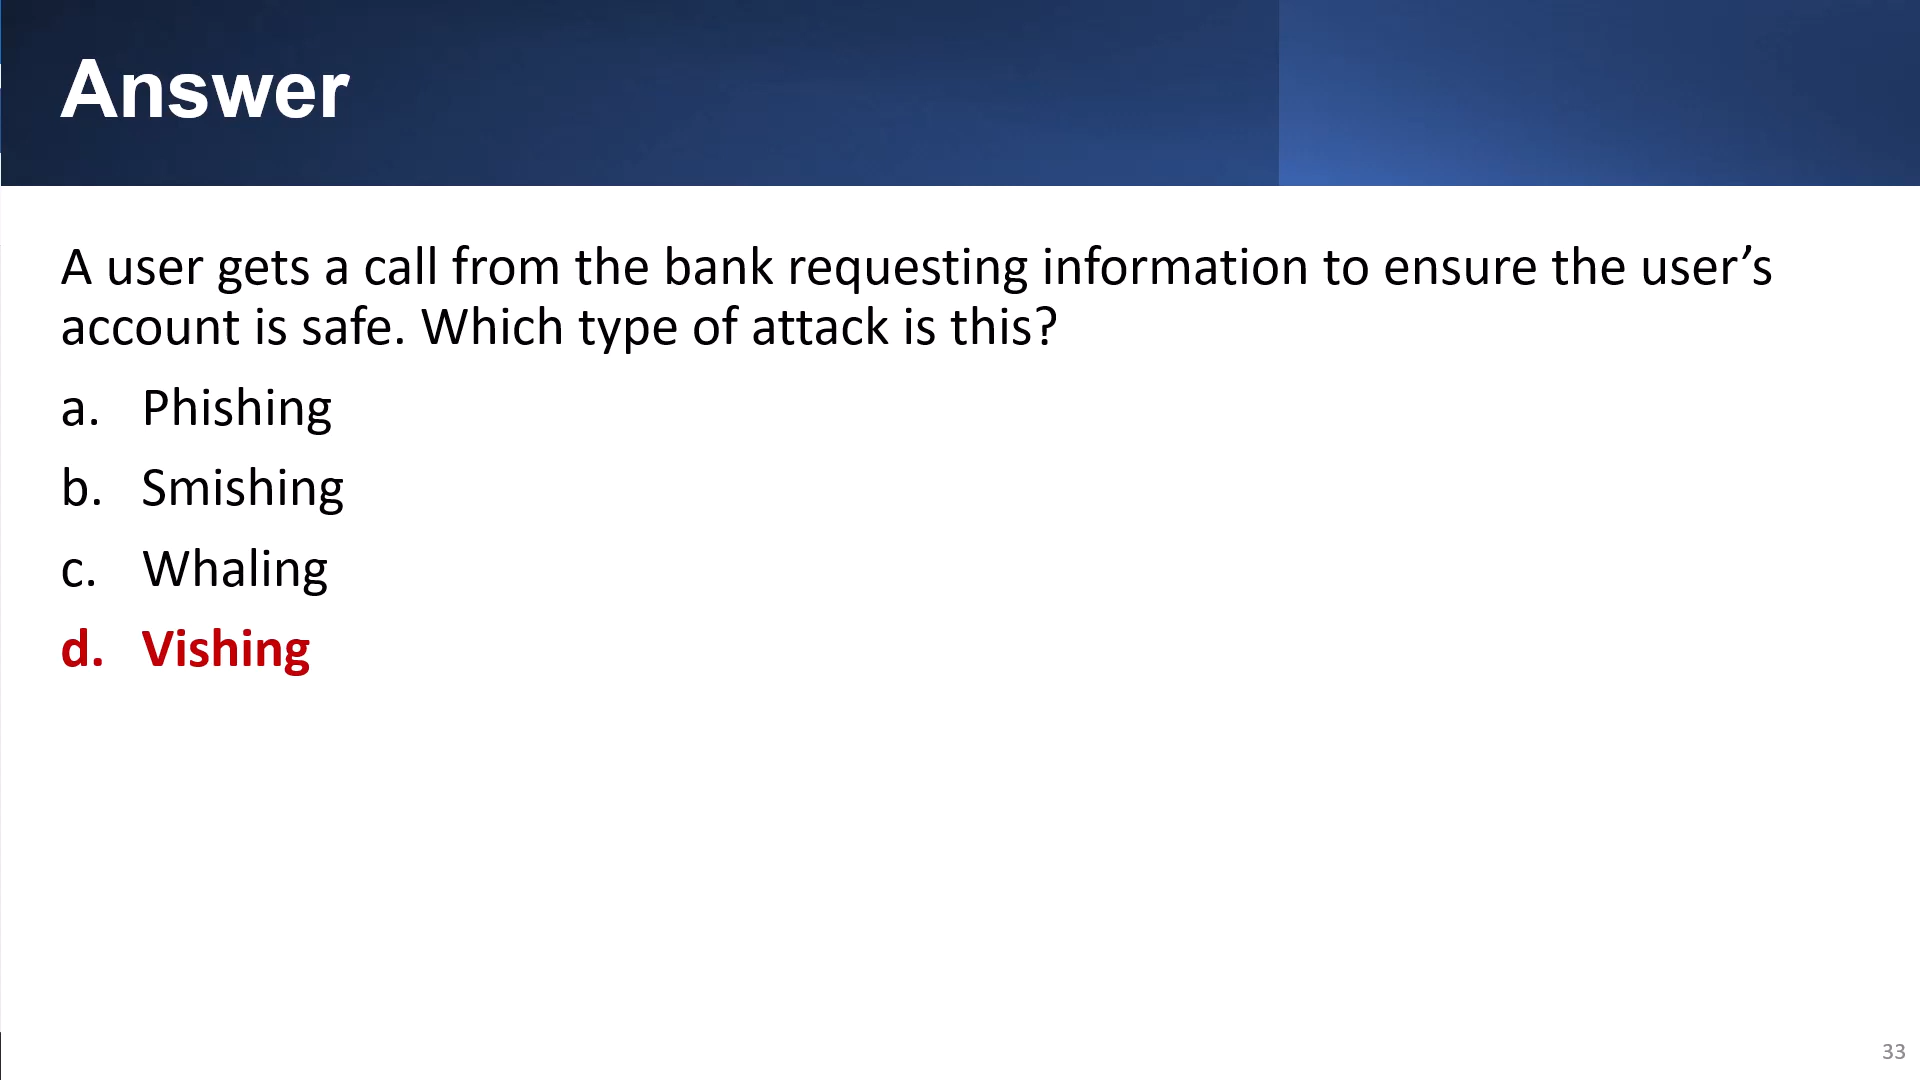 Answer
A user gets a call from the bank requesting information to ensure the user’s
account is safe. Which type of attack is this?
a. Phishing
b. Smishing
c. Whaling
d. Vishing
33